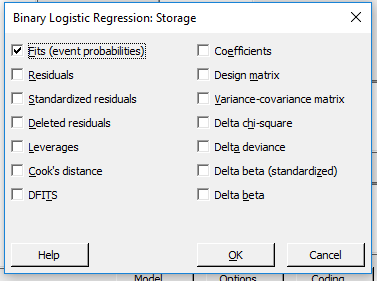 Binary Logistic Regression: Storage
Fits (event probabilities)
Residuals
Standardized residuals
Deleted residuals
Leverages
Cook's distance
DFITS
Coefficients
Design matrix
Variance-covariance matrix
Delta chi-square
Delta deviance
Delta beta (standardized)
Delta beta
Help OK Cancel
Model Options Coding